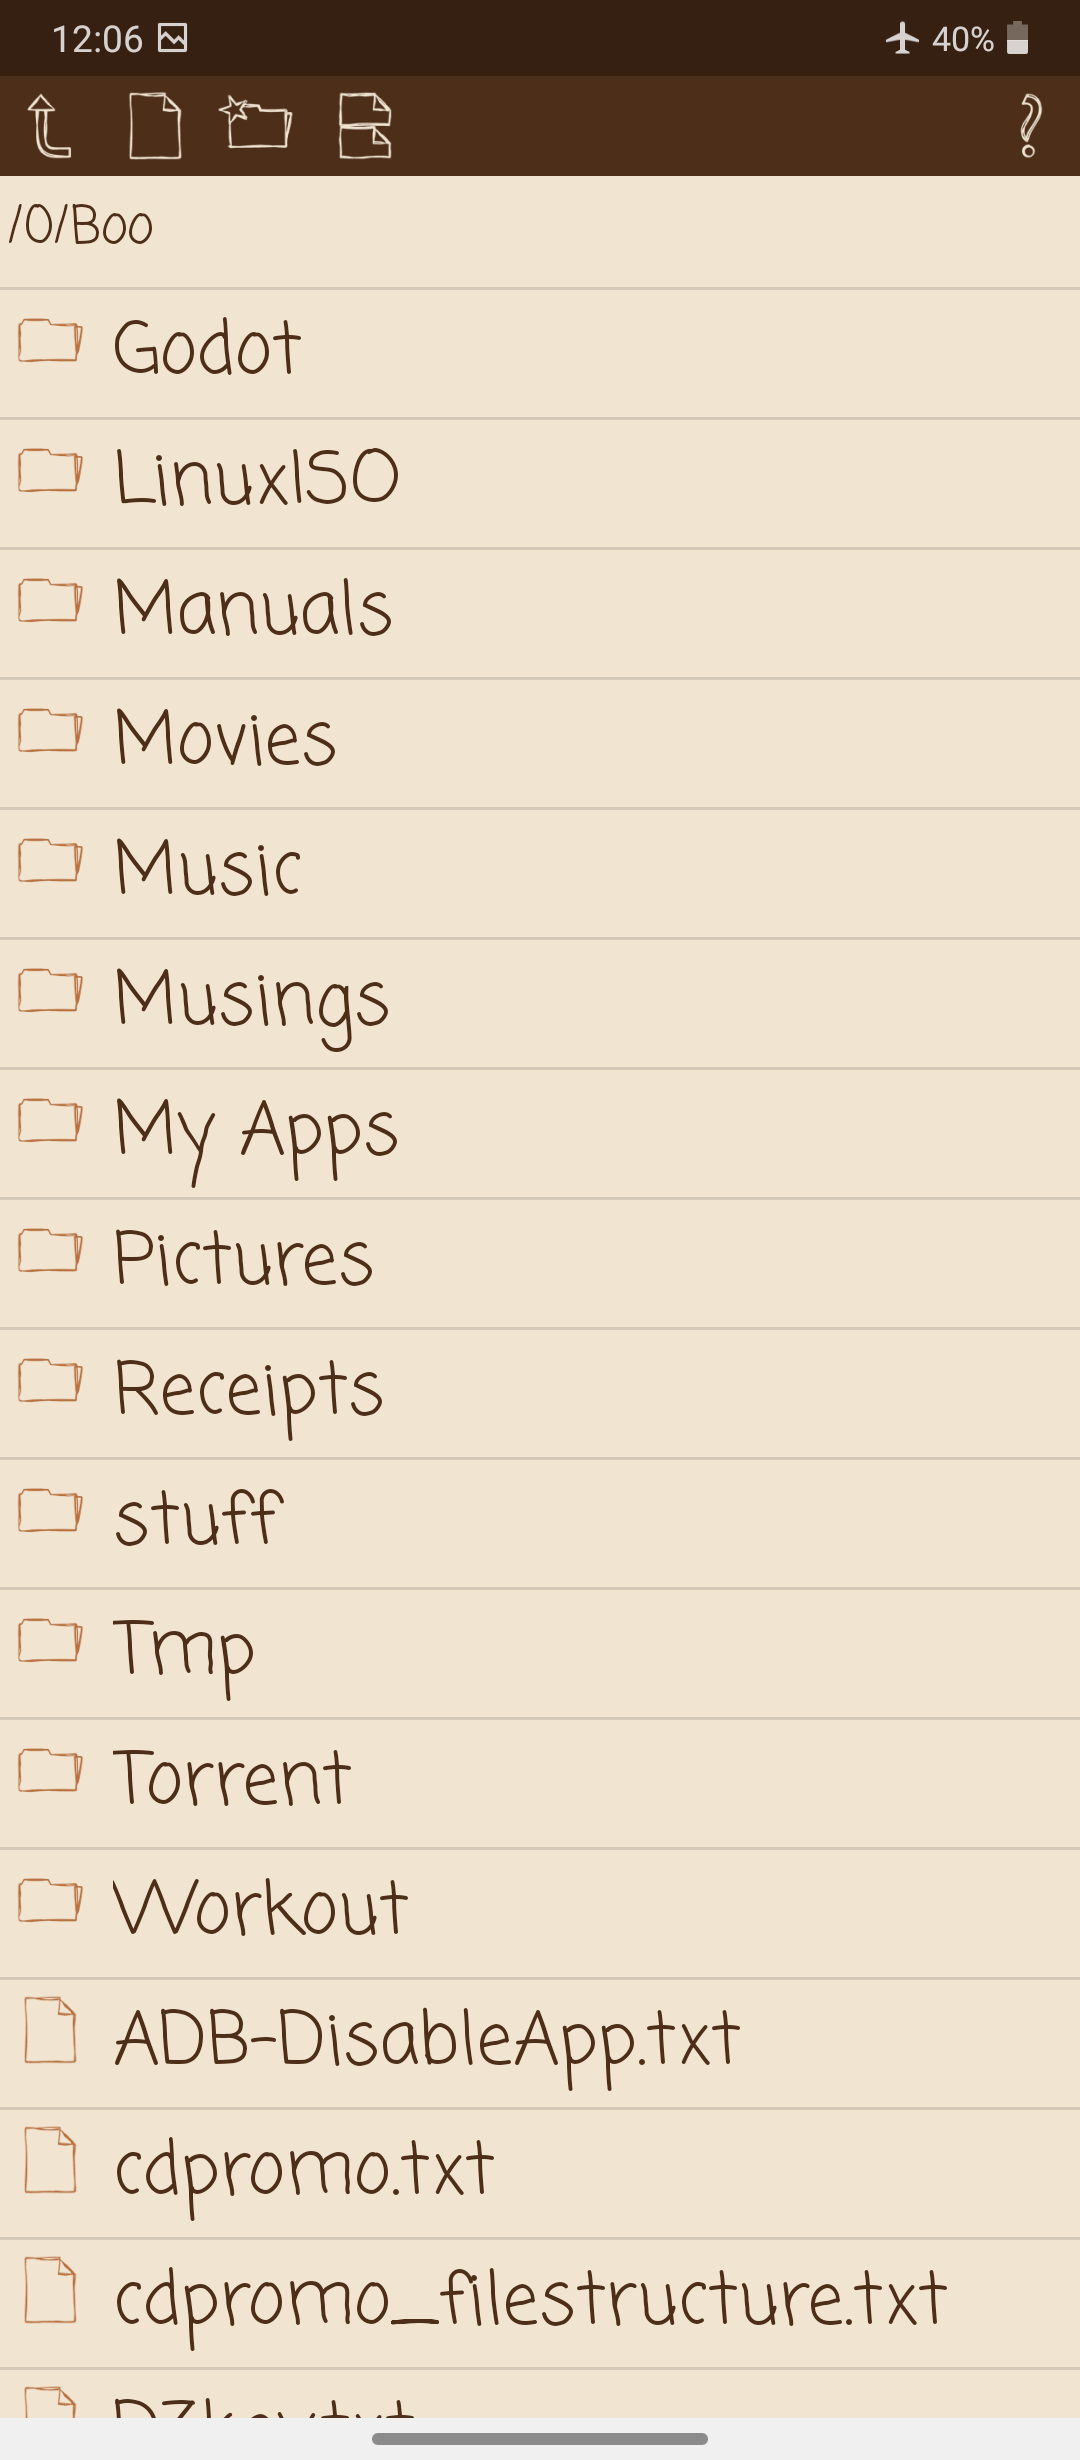 12:06 40%
/0/Boo
Godot
LinuxISO
Manuals
Movies
Music
Musings
My Apps
Pictures
Receipts
stuff
Tmp
Torrent
Workout
ADB-DisableApp.txt
cdpromo.txt
cdpromo_filestructure.txt